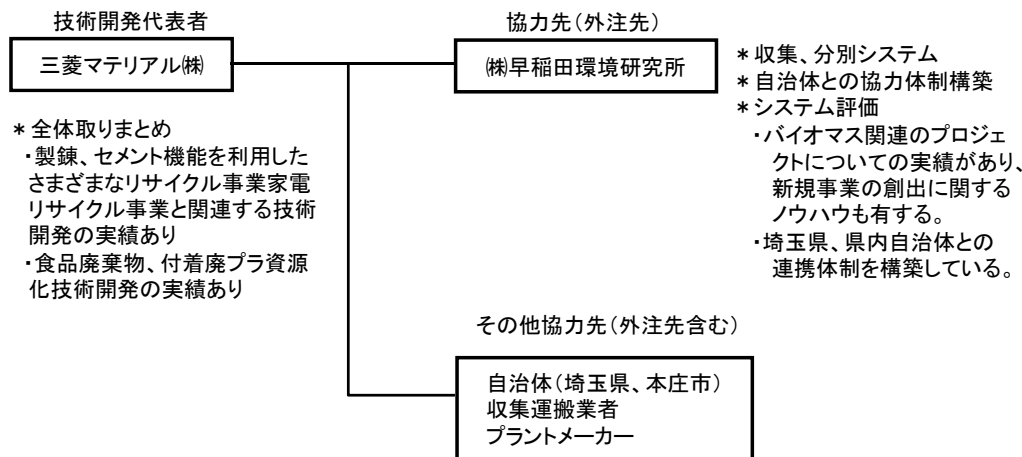 技術開発代表者
三菱マテリアル㈱
＊全体取りまとめ
・製錬、セメント機能を利用した
さまざまなリサイクル事業家電
リサイクル事業と関連する技術
開発の実績あり
・食品廃棄物、付着廃プラ資源
化技術開発の実績あり
協力先（外注先）
㈱早稲田環境研究所
＊収集、分別システム
＊自治体との協力体制構築
＊システム評価
・バイオマス関連のプロジェ
クトについての実績があり、
新規事業の創出に関する
ノウハウも有する。
・埼玉県、県内自治体との
連携体制を構築している。
その他協力先（外注先含む）
自治体（埼玉県、本庄市）
収集運搬業者
プラントメーカー